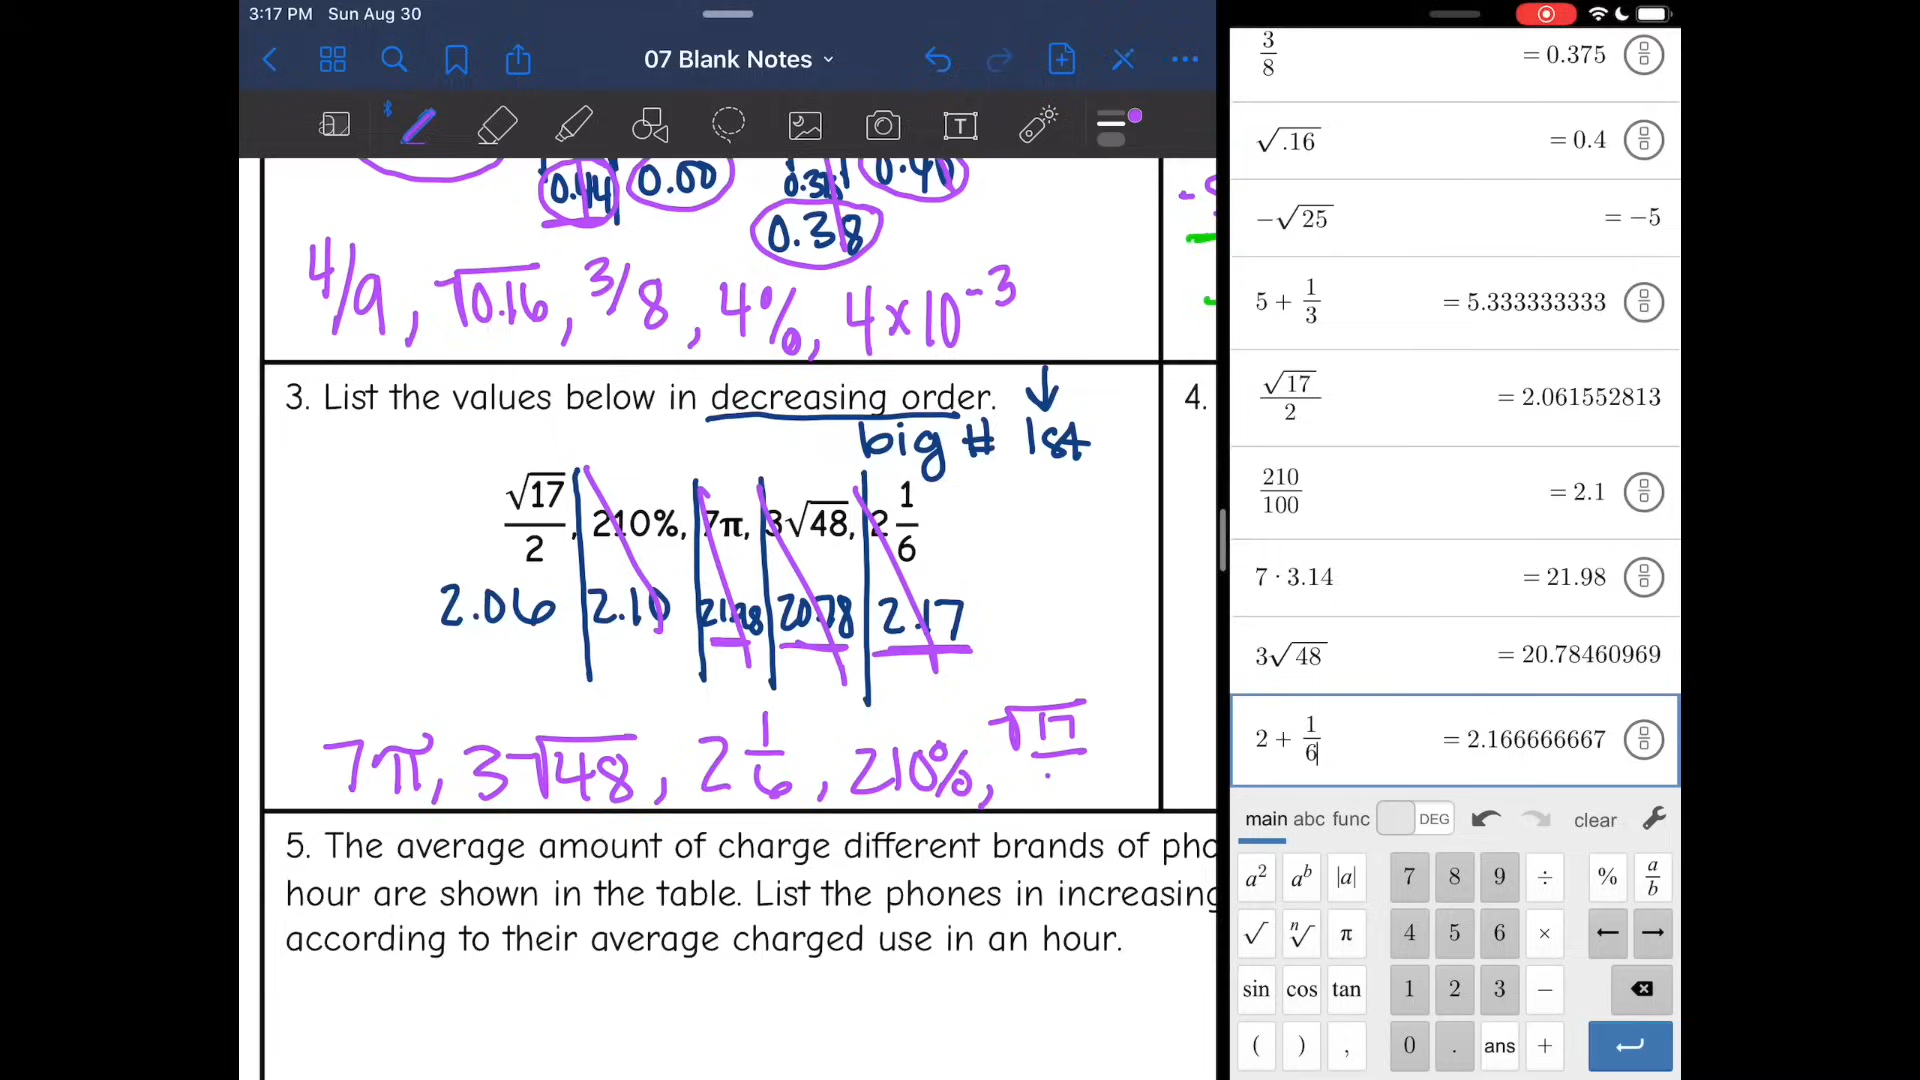 3:17 PM Sun Aug 30
07 Blank Notes
0.44 0.00 0.40
0.38
4/9, √0.16, 3/8, 4%, 4×10⁻³
3. List the values below in decreasing order. ↓
big # 1st
√17/2, 210%, 7π, 3√48, 2 1/6
2.06 2.10 21.98 20.78 2.17
7π, 3√48, 2 1/6, 210%, √17
4.
5. The average amount of charge different brands of pho
hour are shown in the table. List the phones in increasing
according to their average charged use in an hour.
3/8 = 0.375
√.16 = 0.4
−√25 = −5
5 + 1/3 = 5.333333333
√17/2 = 2.061552813
210/100 = 2.1
7 · 3.14 = 21.98
3√48 = 20.78460969
2 + 1/6 = 2.166666667
main abc func DEG clear
a² aᵇ |a| 7 8 9 ÷ % a/b
√ ⁿ√ π 4 5 6 × ← →
sin cos tan 1 2 3 −
( ) , 0 . ans +